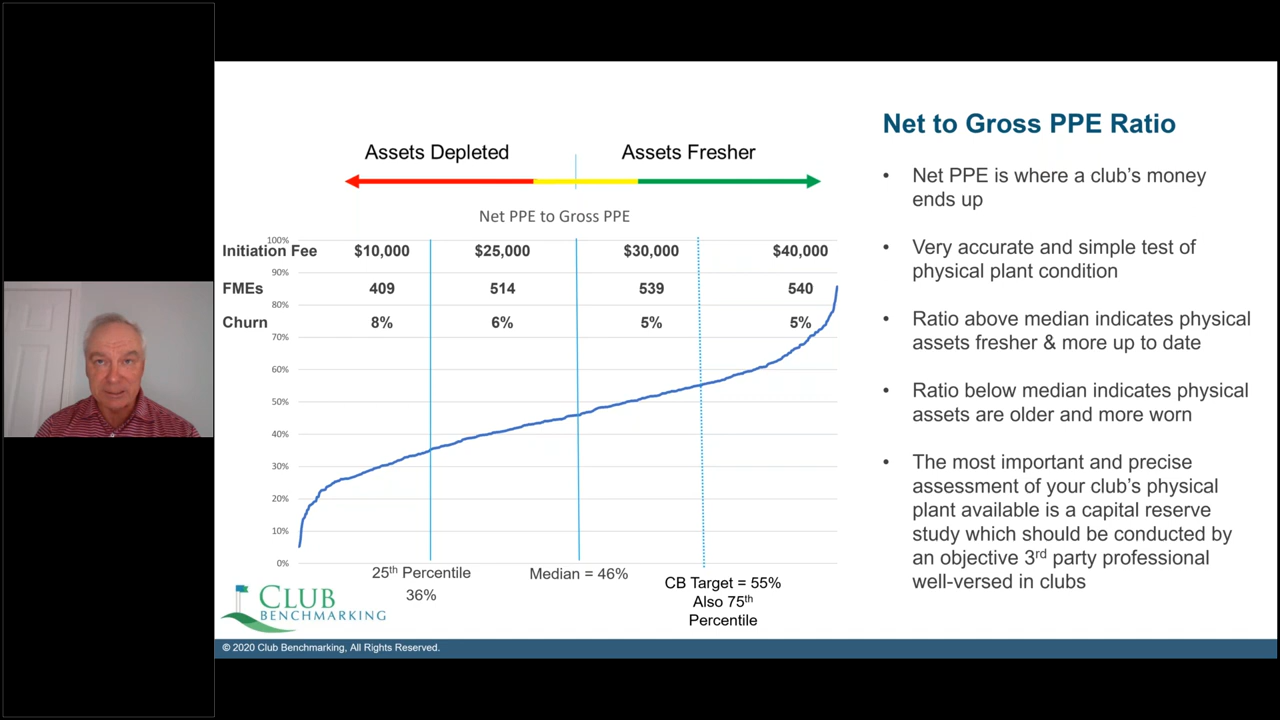 Assets Depleted
Assets Fresher
Net PPE to Gross PPE
100%
Initiation Fee $10,000 $25,000 $30,000 $40,000
90%
FMEs 409 514 539 540
80%
Churn 8% 6% 5% 5%
70%
60%
50%
40%
30%
20%
10%
0%
25th Percentile
36%
Median = 46%
CB Target = 55%
Also 75th
Percentile
CLUB
BENCHMARKING
© 2020 Club Benchmarking, All Rights Reserved.
Net to Gross PPE Ratio
• Net PPE is where a club’s money
ends up
• Very accurate and simple test of
physical plant condition
• Ratio above median indicates physical
assets fresher & more up to date
• Ratio below median indicates physical
assets are older and more worn
• The most important and precise
assessment of your club’s physical
plant available is a capital reserve
study which should be conducted by
an objective 3rd party professional
well-versed in clubs